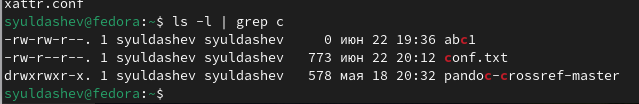 xattr.conf
syuldashev@fedora:~$ ls -l | grep c
-rw-rw-r--. 1 syuldashev syuldashev    0 июн 22 19:36 abc1
-rw-r--r--. 1 syuldashev syuldashev  773 июн 22 20:12 conf.txt
drwxrwxr-x. 1 syuldashev syuldashev  578 мая 18 20:32 pandoc-crossref-master
syuldashev@fedora:~$